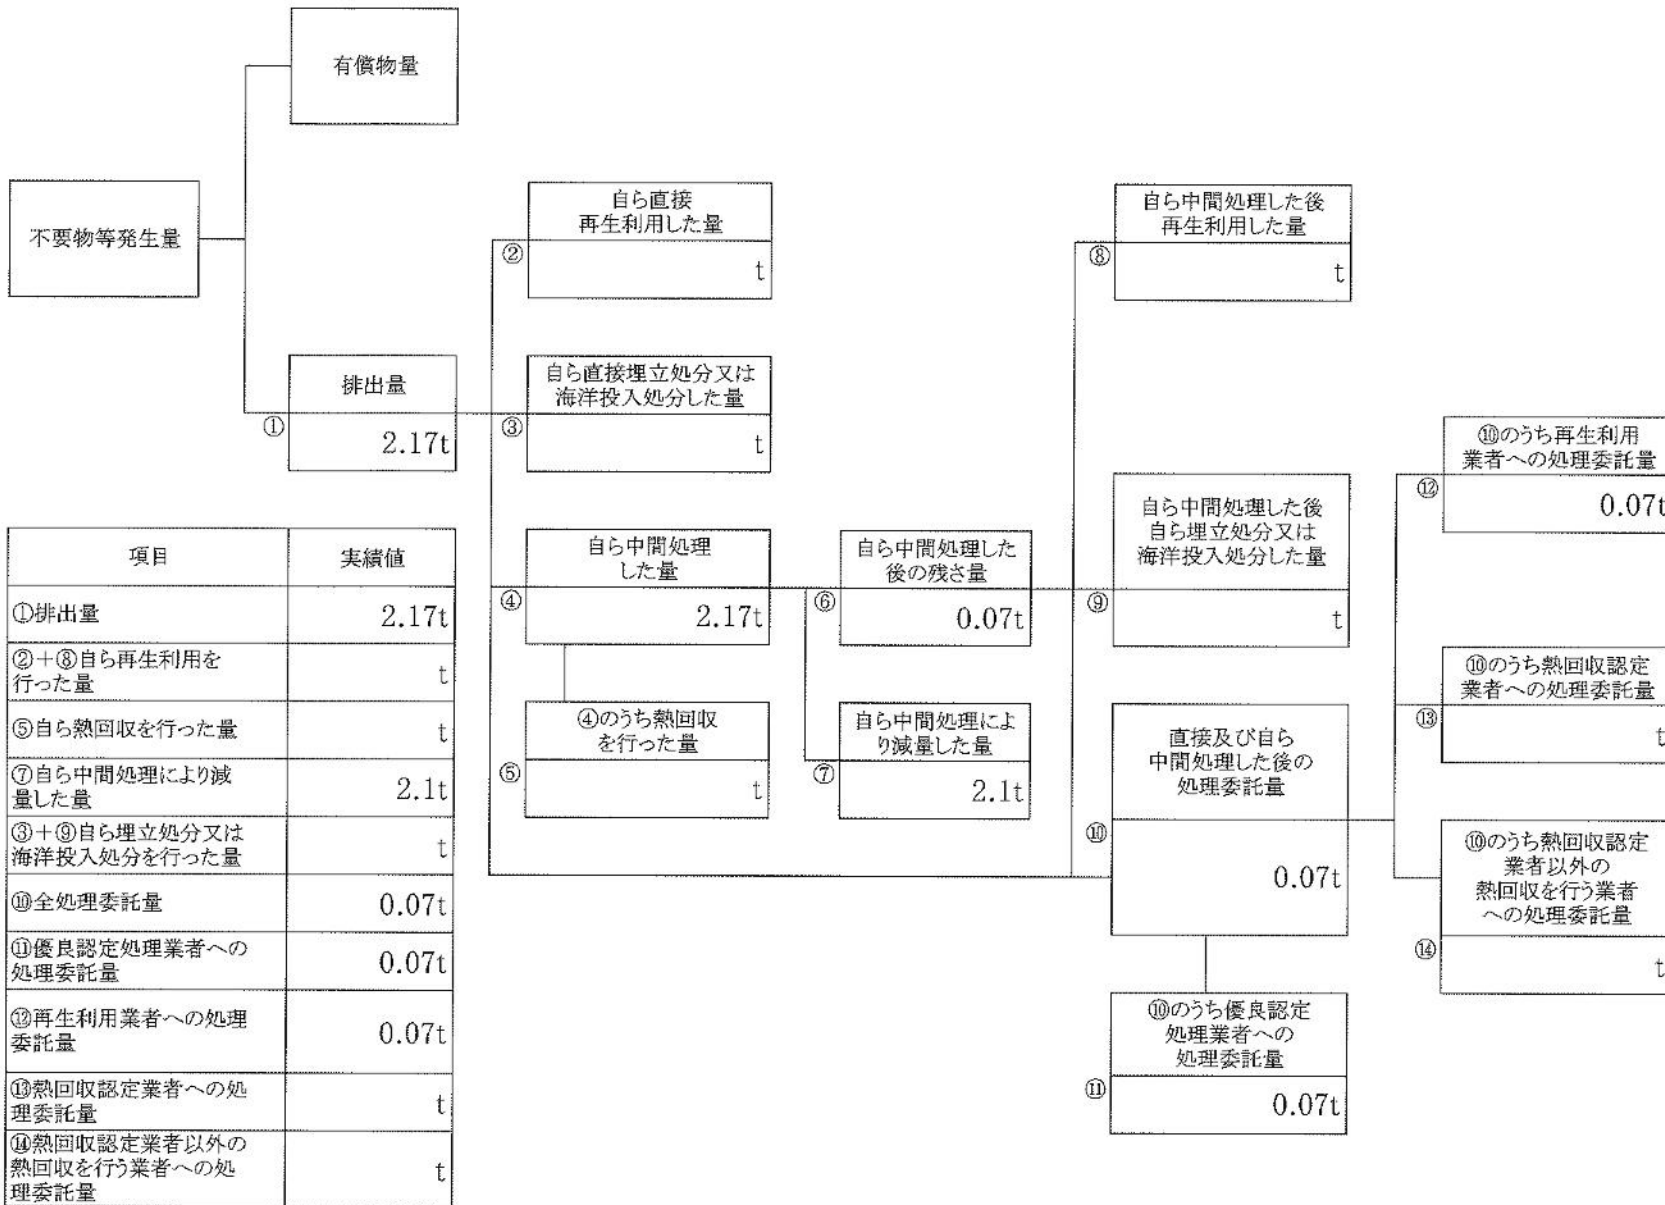 有償物量
不要物等発生量
排出量
①
2.17t
自ら直接
再生利用した量
②
t
自ら直接埋立処分又は
海洋投入処分した量
③
t
自ら中間処理
した量
④
2.17t
④のうち熱回収
を行った量
⑤
t
自ら中間処理した
後の残さ量
⑥
0.07t
自ら中間処理によ
り減量した量
⑦
2.1t
自ら中間処理した後
再生利用した量
⑧
t
自ら中間処理した後
自ら埋立処分又は
海洋投入処分した量
⑨
t
直接及び自ら
中間処理した後の
処理委託量
⑩
0.07t
⑩のうち優良認定
処理業者への
処理委託量
⑪
0.07t
⑩のうち再生利用
業者への処理委託量
⑫
0.07t
⑩のうち熱回収認定
業者への処理委託量
⑬
t
⑩のうち熱回収認定
業者以外の
熱回収を行う業者
への処理委託量
⑭
t
項目 実績値
①排出量 2.17t
②+⑧自ら再生利用を
行った量 t
⑤自ら熱回収を行った量 t
⑦自ら中間処理により減
量した量 2.1t
③+⑨自ら埋立処分又は
海洋投入処分を行った量 t
⑩全処理委託量 0.07t
⑪優良認定処理業者への
処理委託量 0.07t
⑫再生利用業者への処理
委託量 0.07t
⑬熱回収認定業者への処
理委託量 t
⑭熱回収認定業者以外の
熱回収を行う業者への処
理委託量 t